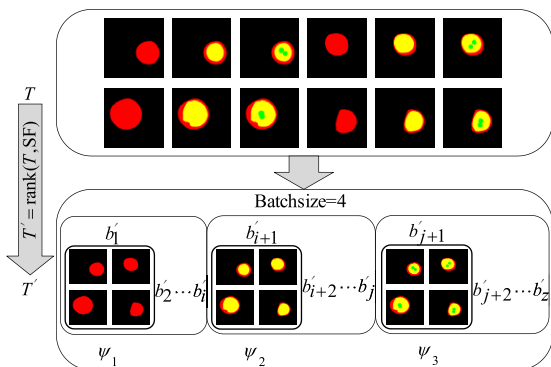 T
T′ = rank(T,SF)
T′
Batchsize=4
b′1
b′2⋯b′i
ψ1
b′i+1
b′i+2⋯b′j
ψ2
b′j+1
b′j+2⋯b′z
ψ3